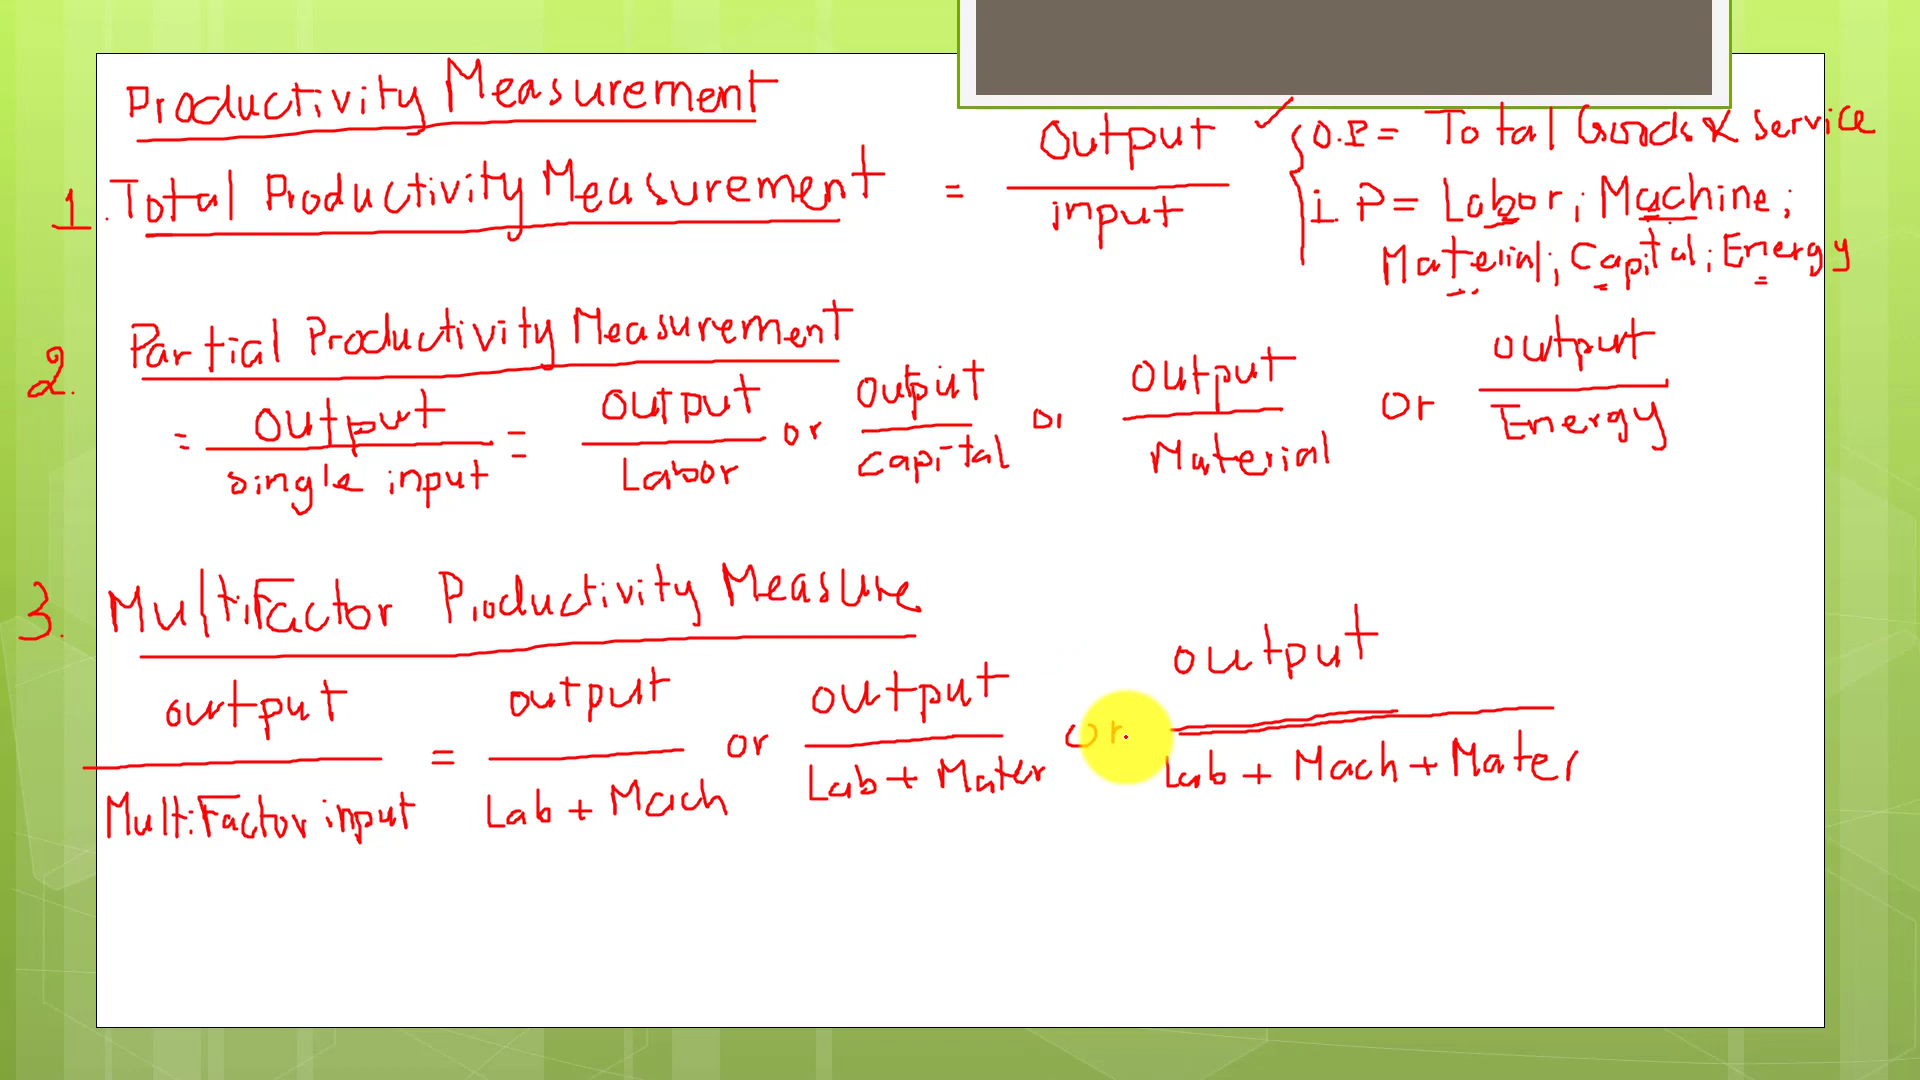 Productivity Measurement
1. Total Productivity Measurement = output / input
{ O.P = Total Goods & service
i. P = Labor; Machine;
Material; Capital; Energy
2. Partial Productivity Measurement
= output / single input = output / Labor or output / capital or output / Material or output / Energy
3. MultiFactor Productivity Measure
output / MultiFactor input = output / Lab + Mach or output / Lab + Mater or output / Lab + Mach + Mater